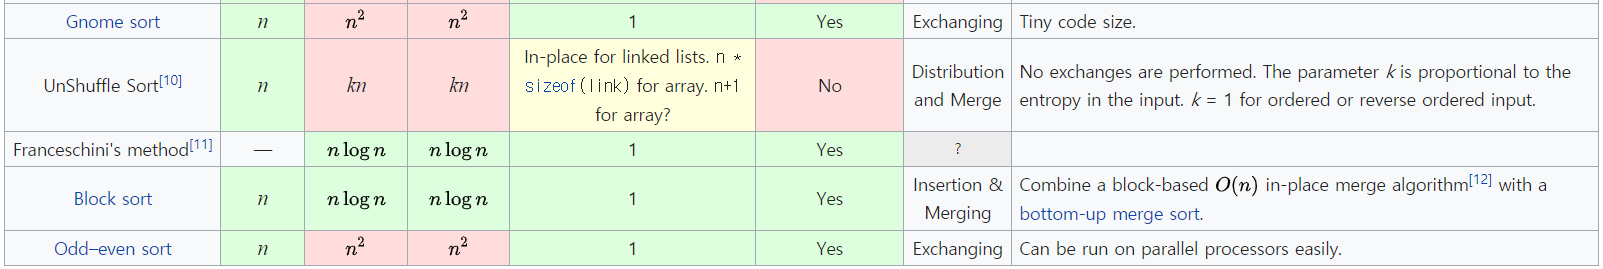 Gnome sort n n² n² 1 Yes Exchanging Tiny code size.
UnShuffle Sort[10] n kn kn In-place for linked lists. n *
sizeof(link) for array. n+1
for array? No Distribution
and Merge No exchanges are performed. The parameter k is proportional to the
entropy in the input. k = 1 for ordered or reverse ordered input.
Franceschini's method[11] — n log n n log n 1 Yes ?
Block sort n n log n n log n 1 Yes Insertion &
Merging Combine a block-based O(n) in-place merge algorithm[12] with a
bottom-up merge sort.
Odd–even sort n n² n² 1 Yes Exchanging Can be run on parallel processors easily.